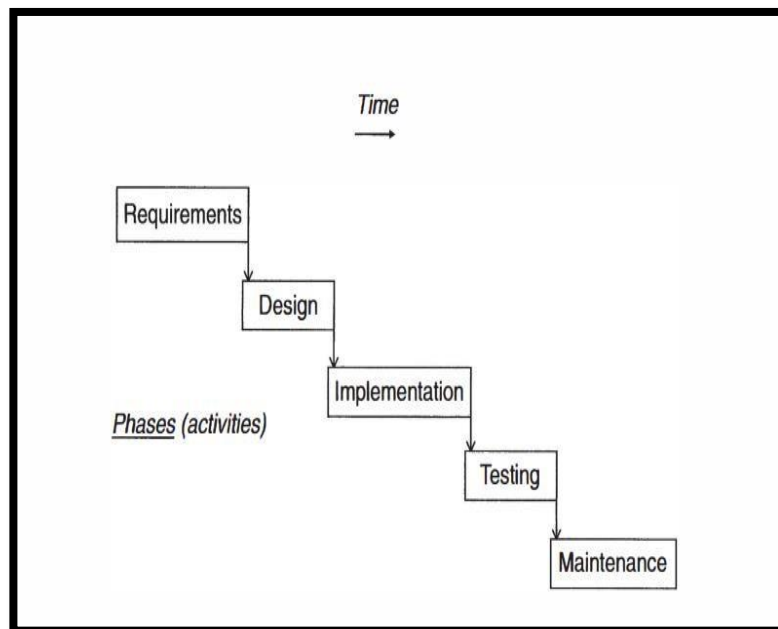 Time
Requirements
Design
Implementation
Phases (activities)
Testing
Maintenance